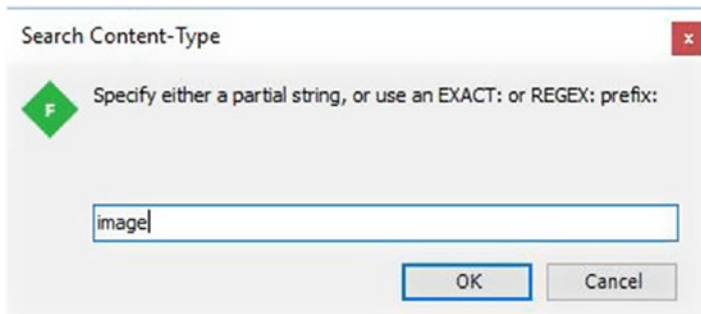 Search Content-Type
x
F
Specify either a partial string, or use an EXACT: or REGEX: prefix:
image
OK Cancel